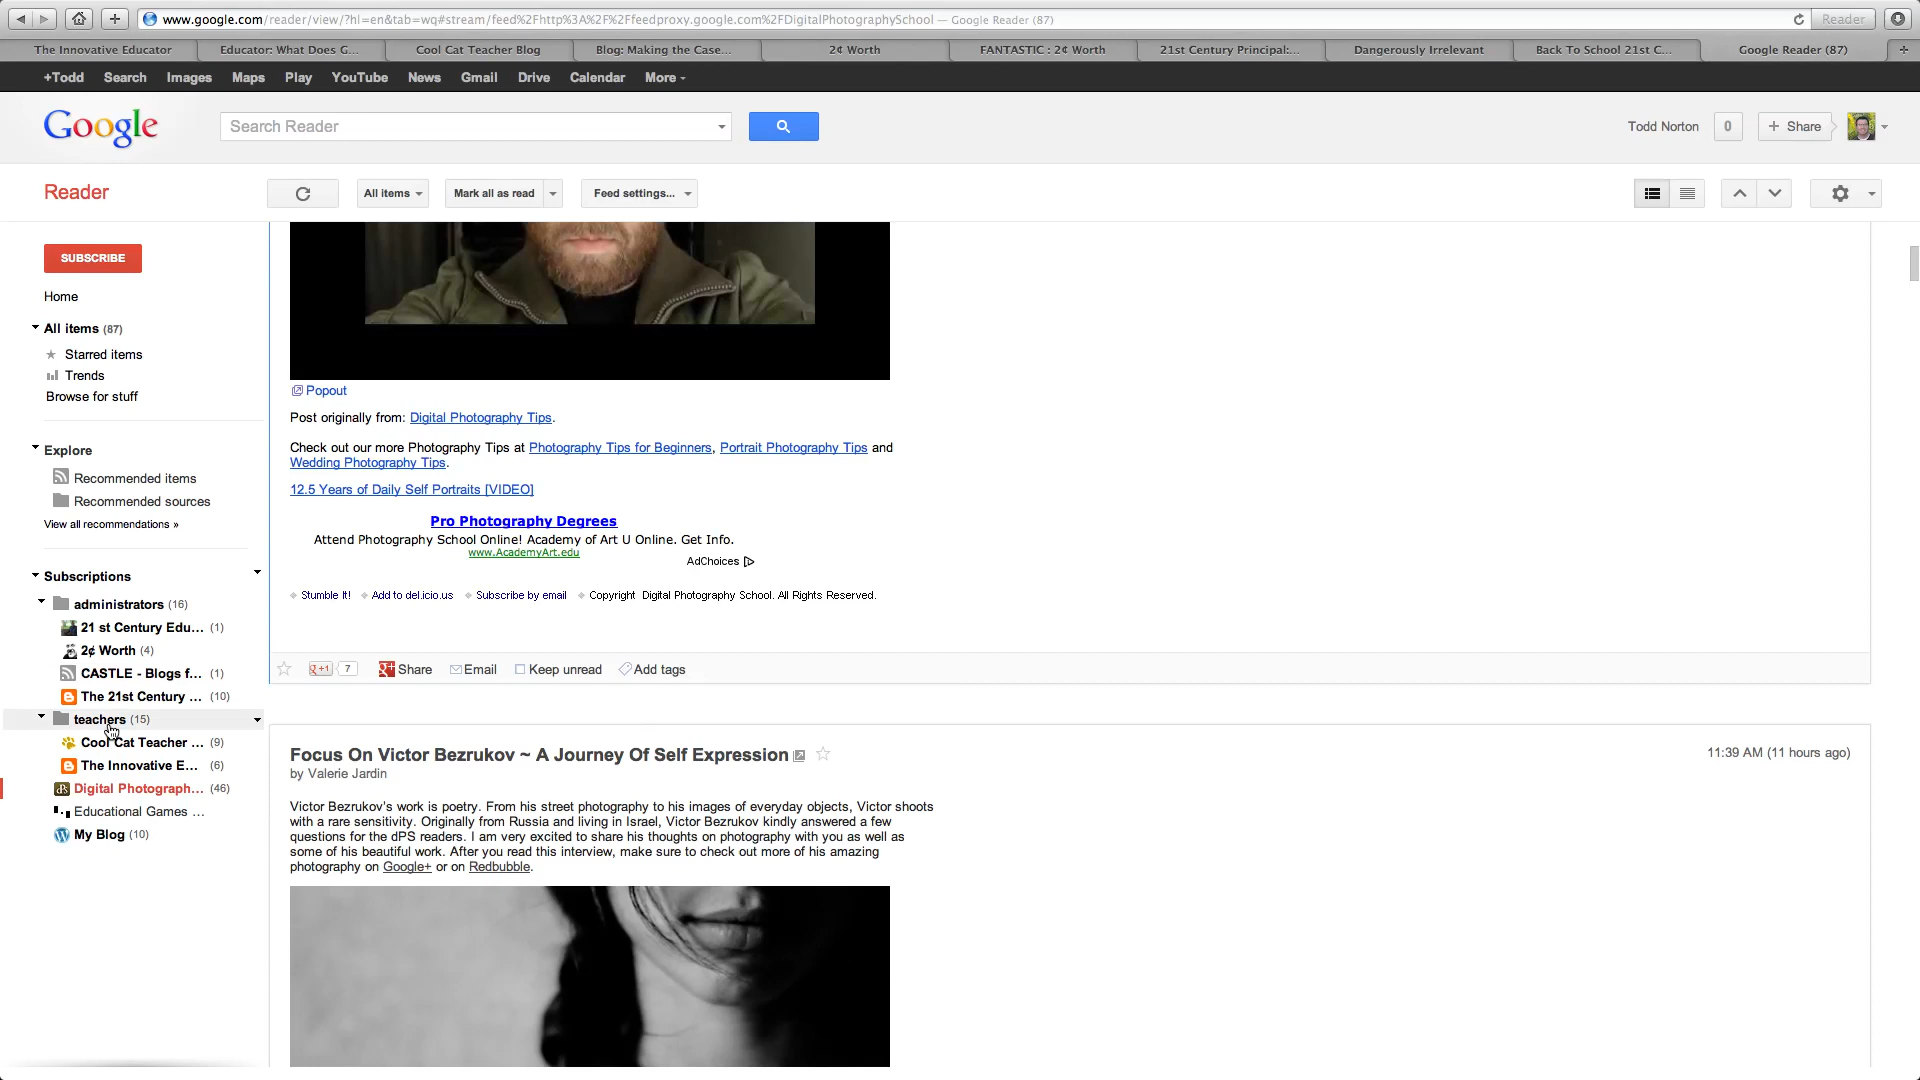 www.google.com/reader/view/?hl=en&tab=wq#stream/feed%2Fhttp%3A%2F%2Ffeedproxy.google.com%2FDigitalPhotographySchool — Google Reader (87)
Reader
The Innovative Educator
Educator: What Does G...
Cool Cat Teacher Blog
Blog: Making the Case...
2¢ Worth
FANTASTIC : 2¢ Worth
21st Century Principal:...
Dangerously Irrelevant
Back To School 21st C...
Google Reader (87)
+Todd Search Images Maps Play YouTube News Gmail Drive Calendar More
Google
Search Reader
Todd Norton
0
+ Share
Reader
All items
Mark all as read
Feed settings...
SUBSCRIBE
Home
All items (87)
Starred items
Trends
Browse for stuff
Explore
Recommended items
Recommended sources
View all recommendations »
Subscriptions
administrators (16)
21 st Century Edu... (1)
2¢ Worth (4)
CASTLE - Blogs f... (1)
The 21st Century ... (10)
teachers (15)
Cool Cat Teacher ... (9)
The Innovative E... (6)
Digital Photograph... (46)
Educational Games ...
My Blog (10)
Popout
Post originally from: Digital Photography Tips.
Check out our more Photography Tips at Photography Tips for Beginners, Portrait Photography Tips and
Wedding Photography Tips.
12.5 Years of Daily Self Portraits [VIDEO]
Pro Photography Degrees
Attend Photography School Online! Academy of Art U Online. Get Info.
www.AcademyArt.edu
AdChoices
Stumble It! Add to del.icio.us Subscribe by email Copyright Digital Photography School. All Rights Reserved.
g+1 7 Share Email Keep unread Add tags
Focus On Victor Bezrukov ~ A Journey Of Self Expression
11:39 AM (11 hours ago)
by Valerie Jardin
Victor Bezrukov's work is poetry. From his street photography to his images of everyday objects, Victor shoots
with a rare sensitivity. Originally from Russia and living in Israel, Victor Bezrukov kindly answered a few
questions for the dPS readers. I am very excited to share his thoughts on photography with you as well as
some of his beautiful work. After you read this interview, make sure to check out more of his amazing
photography on Google+ or on Redbubble.